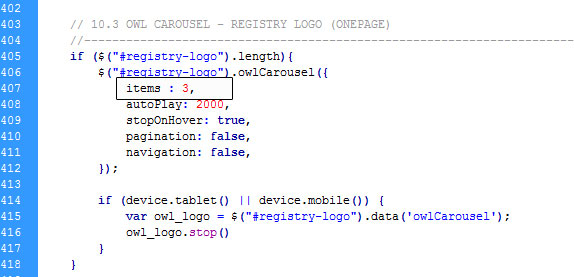 402
403 // 10.3 OWL CAROUSEL - REGISTRY LOGO (ONEPAGE)
404 //----------------------------------------------------------------------
405 if ($("#registry-logo").length){
406 $("#registry-logo").owlCarousel({
407 items : 3,
408 autoPlay: 2000,
409 stopOnHover: true,
410 pagination: false,
411 navigation: false,
412 });
413
414 if (device.tablet() || device.mobile()) {
415 var owl_logo = $("#registry-logo").data('owlCarousel');
416 owl_logo.stop()
417 }
418 }